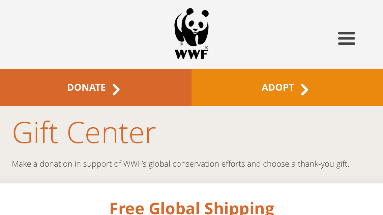 WWF
DONATE
ADOPT
Gift Center
Make a donation in support of WWF's global conservation efforts and choose a thank-you gift.
Free Global Shipping